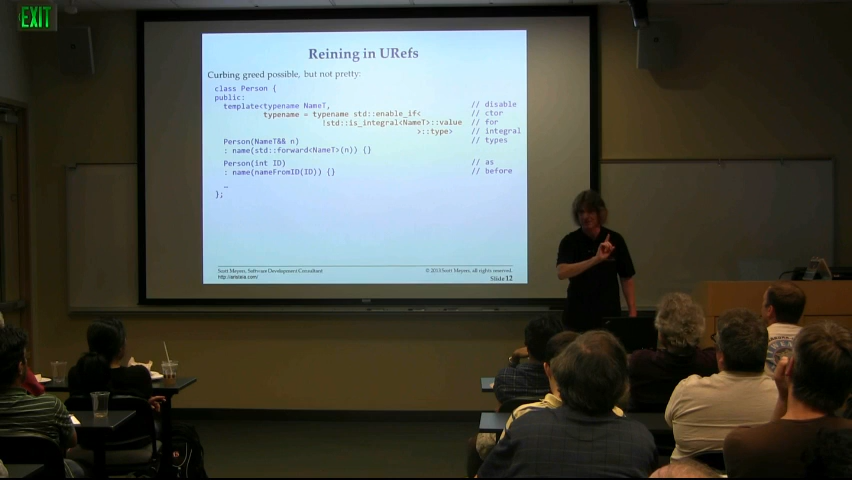 EXIT
Reining in URefs
Curbing greed possible, but not pretty:
class Person {
public:
template<typename NameT, // disable
typename = typename std::enable_if< // ctor
!std::is_integral<NameT>::value // for
>::type> // integral
Person(NameT&& n) // types
: name(std::forward<NameT>(n)) {}
Person(int ID) // as
: name(nameFromID(ID)) {} // before
…
};
Scott Meyers, Software Development Consultant © 2013 Scott Meyers, all rights reserved.
http://aristeia.com/ Slide 12